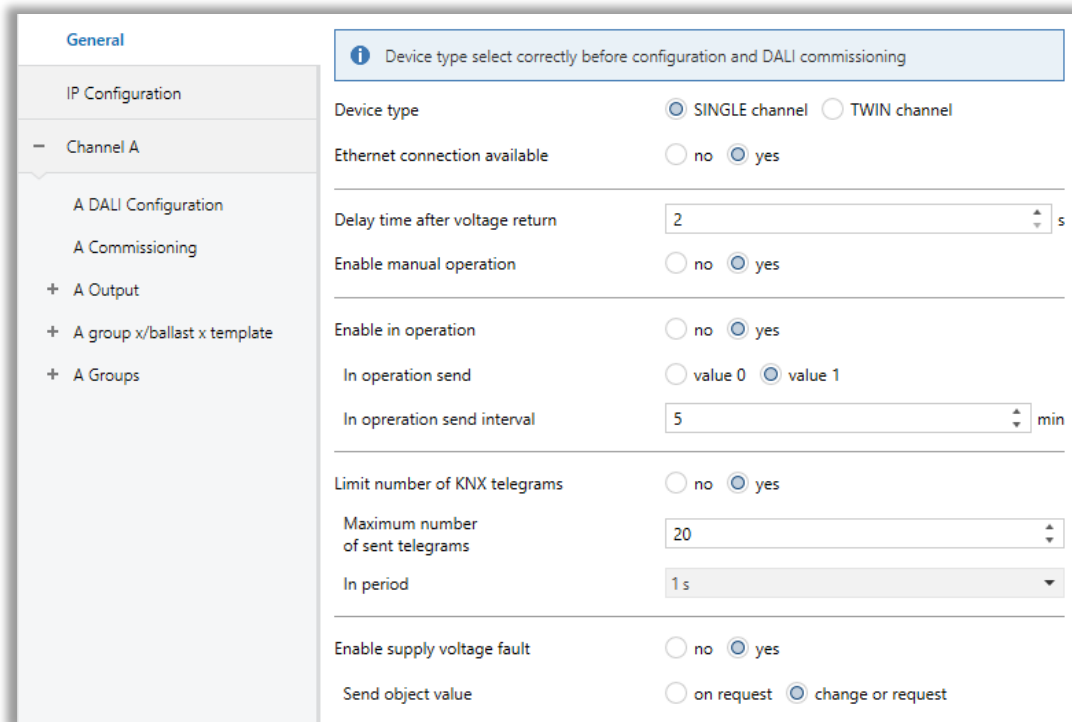 General
IP Configuration
Channel A
A DALI Configuration
A Commissioning
A Output
A group x/ballast x template
A Groups
Device type select correctly before configuration and DALI commissioning
Device type SINGLE channel TWIN channel
Ethernet connection available no yes
Delay time after voltage return 2 s
Enable manual operation no yes
Enable in operation no yes
In operation send value 0 value 1
In opreration send interval 5 min
Limit number of KNX telegrams no yes
Maximum number
of sent telegrams 20
In period 1 s
Enable supply voltage fault no yes
Send object value on request change or request